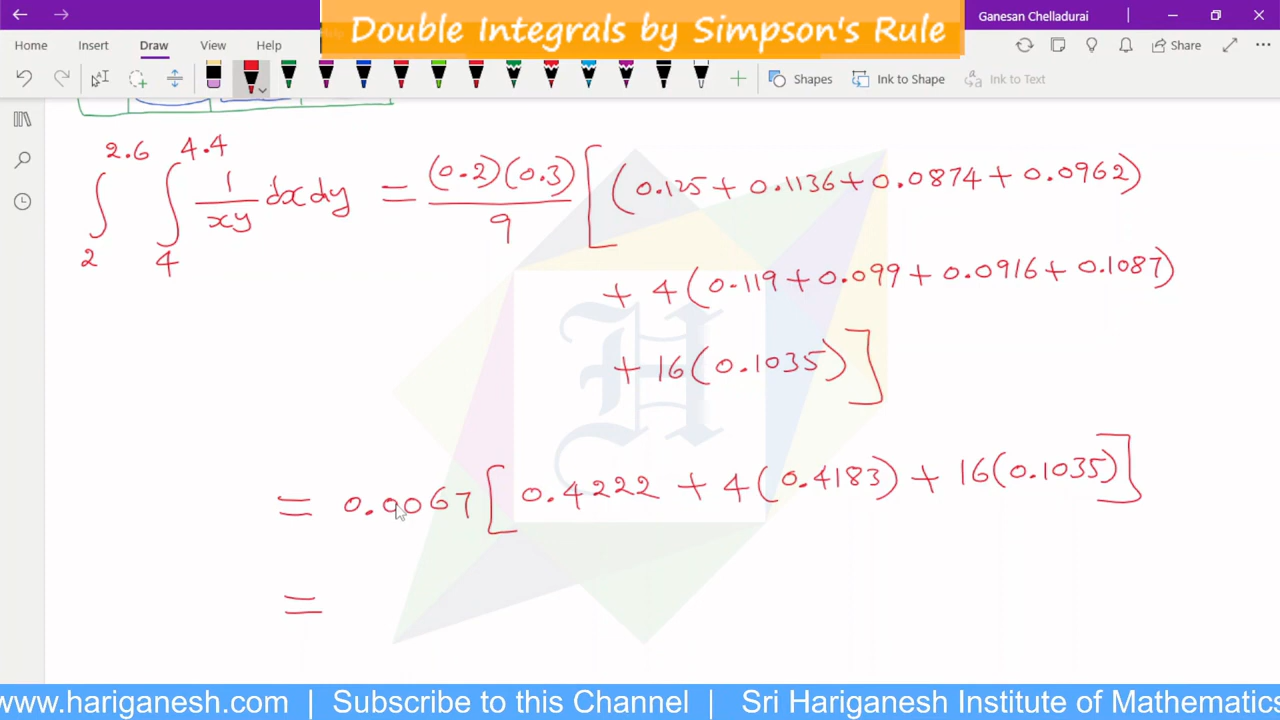 Double Integrals by Simpson's Rule
Ganesan Chelladurai
Home Insert Draw View Help
Share
Shapes Ink to Shape Ink to Text
∫_2^2.6 ∫_4^4.4 1/xy dx dy = (0.2)(0.3)/9 [(0.125 + 0.1136 + 0.0874 + 0.0962)
+ 4(0.119 + 0.099 + 0.0916 + 0.1087)
+ 16(0.1035)]
= 0.0067 [0.4222 + 4(0.4183) + 16(0.1035)]
=
H
www.hariganesh.com | Subscribe to this Channel | Sri Hariganesh Institute of Mathematics